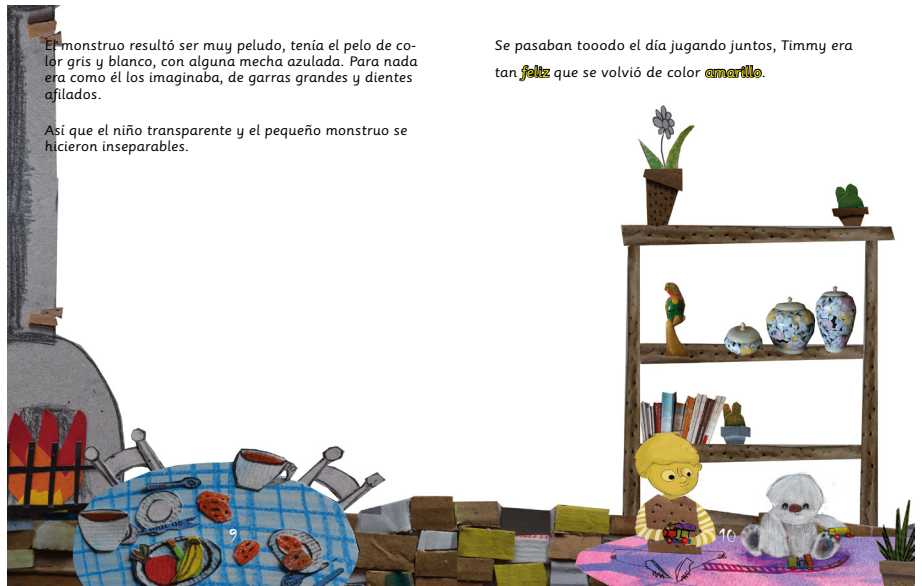 El monstruo resultó ser muy peludo, tenía el pelo de co-
lor gris y blanco, con alguna mecha azulada. Para nada
era como él los imaginaba, de garras grandes y dientes
afilados.
Así que el niño transparente y el pequeño monstruo se
hicieron inseparables.
9
Se pasaban tooodo el día jugando juntos, Timmy era
tan feliz que se volvió de color amarillo.
10